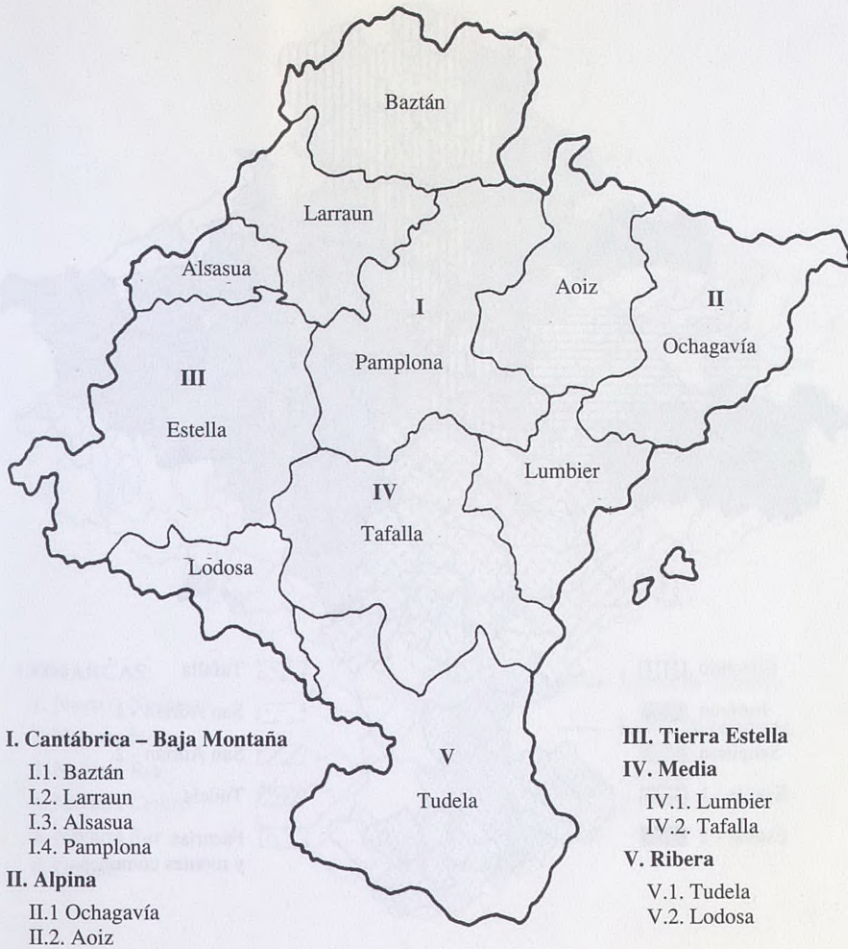 Baztán
Larraun
Alsasua
Aoiz
I
II
Pamplona
Ochagavía
III
Estella
Lumbier
IV
Tafalla
Lodosa
V
Tudela
I. Cantábrica – Baja Montaña
I.1. Baztán
I.2. Larraun
I.3. Alsasua
I.4. Pamplona
II. Alpina
II.1 Ochagavía
II.2. Aoiz
III. Tierra Estella
IV. Media
IV.1. Lumbier
IV.2. Tafalla
V. Ribera
V.1. Tudela
V.2. Lodosa